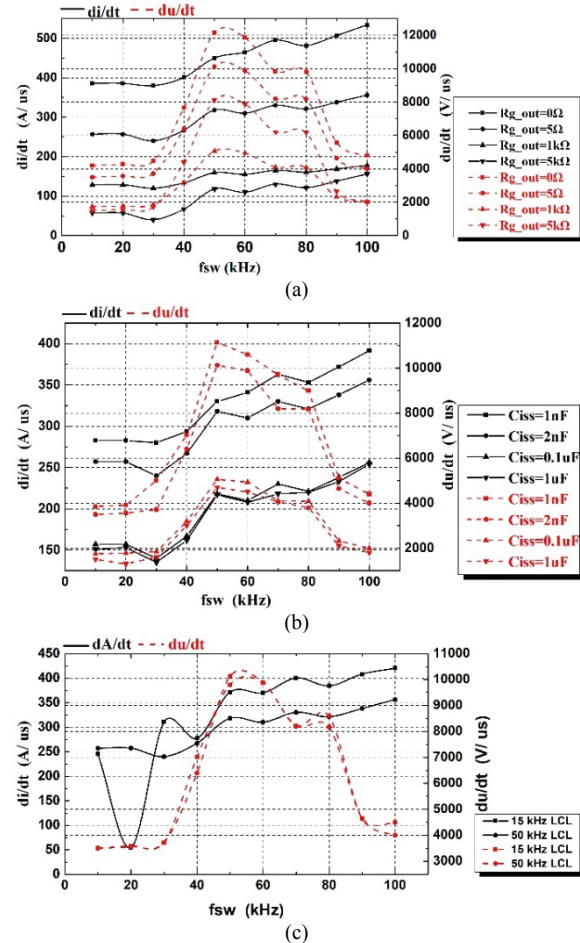 di/dt du/dt
di/dt (A/ us)
500
400
300
200
100
0
12000
10000
8000
6000
4000
2000
0
du/dt (V/ us)
0 10 20 30 40 50 60 70 80 90 100
fsw (kHz)
Rg_out=0Ω
Rg_out=5Ω
Rg_out=1kΩ
Rg_out=5kΩ
Rg_out=0Ω
Rg_out=5Ω
Rg_out=1kΩ
Rg_out=5kΩ
(a)
di/dt du/dt
di/dt (A/ us)
400
350
300
250
200
150
12000
10000
8000
6000
4000
2000
du/dt (V/ us)
0 10 20 30 40 50 60 70 80 90 100
fsw (kHz)
Ciss=1nF
Ciss=2nF
Ciss=0.1uF
Ciss=1uF
Ciss=1nF
Ciss=2nF
Ciss=0.1uF
Ciss=1uF
(b)
dA/dt du/dt
di/dt (A/ us)
450
400
350
300
250
200
150
100
50
0
11000
10000
9000
8000
7000
6000
5000
4000
3000
du/dt (V/ us)
0 20 40 60 80 100
fsw (kHz)
15 kHz LCL
50 kHz LCL
15 kHz LCL
50 kHz LCL
(c)